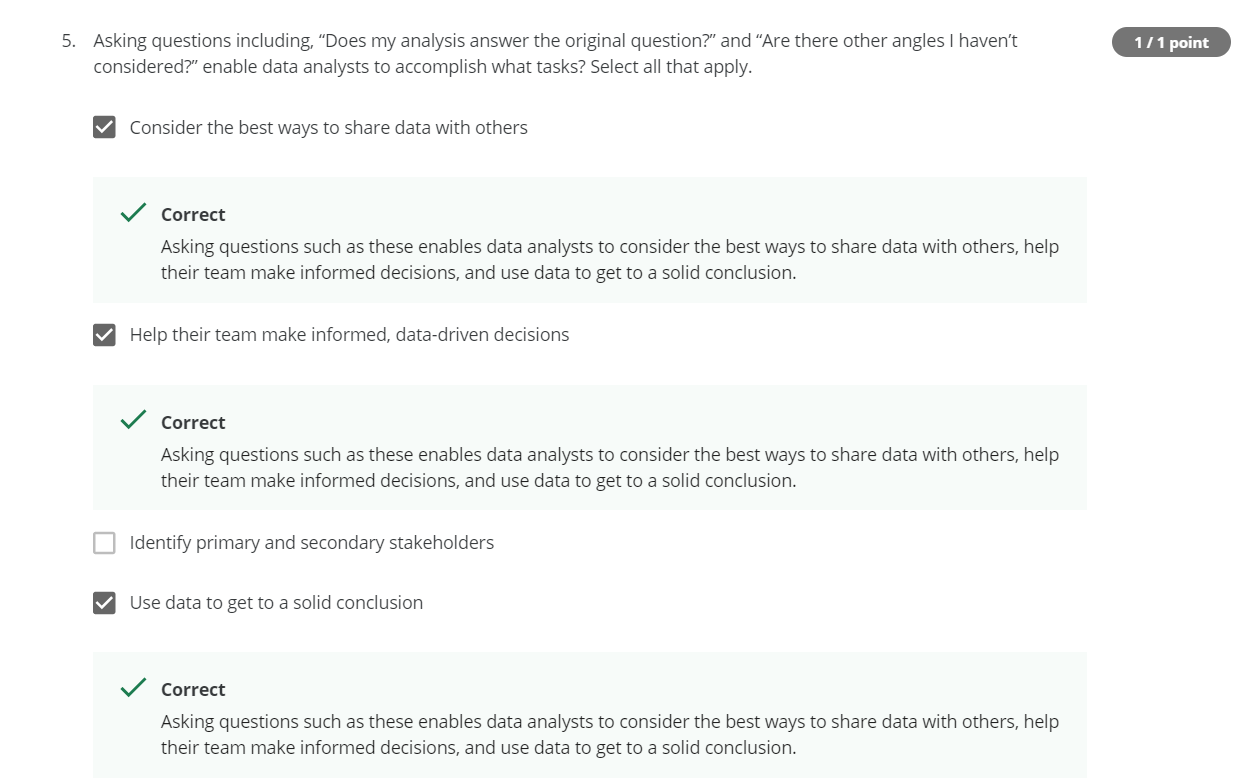 5. Asking questions including, “Does my analysis answer the original question?” and “Are there other angles I haven’t
1 / 1 point
considered?” enable data analysts to accomplish what tasks? Select all that apply.
Consider the best ways to share data with others
Correct
Asking questions such as these enables data analysts to consider the best ways to share data with others, help
their team make informed decisions, and use data to get to a solid conclusion.
Help their team make informed, data-driven decisions
Correct
Asking questions such as these enables data analysts to consider the best ways to share data with others, help
their team make informed decisions, and use data to get to a solid conclusion.
Identify primary and secondary stakeholders
Use data to get to a solid conclusion
Correct
Asking questions such as these enables data analysts to consider the best ways to share data with others, help
their team make informed decisions, and use data to get to a solid conclusion.